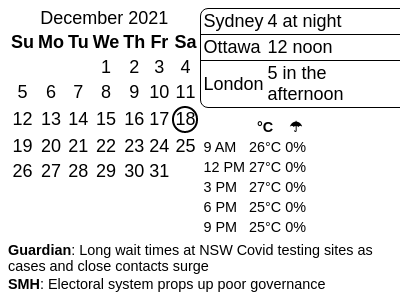 December 2021
Su Mo Tu We Th Fr Sa
1 2 3 4
5 6 7 8 9 10 11
12 13 14 15 16 17 18
19 20 21 22 23 24 25
26 27 28 29 30 31
Sydney 4 at night
Ottawa 12 noon
London 5 in the
afternoon
°C ☂
9 AM 26°C 0%
12 PM 27°C 0%
3 PM 27°C 0%
6 PM 25°C 0%
9 PM 25°C 0%
Guardian: Long wait times at NSW Covid testing sites as
cases and close contacts surge
SMH: Electoral system props up poor governance